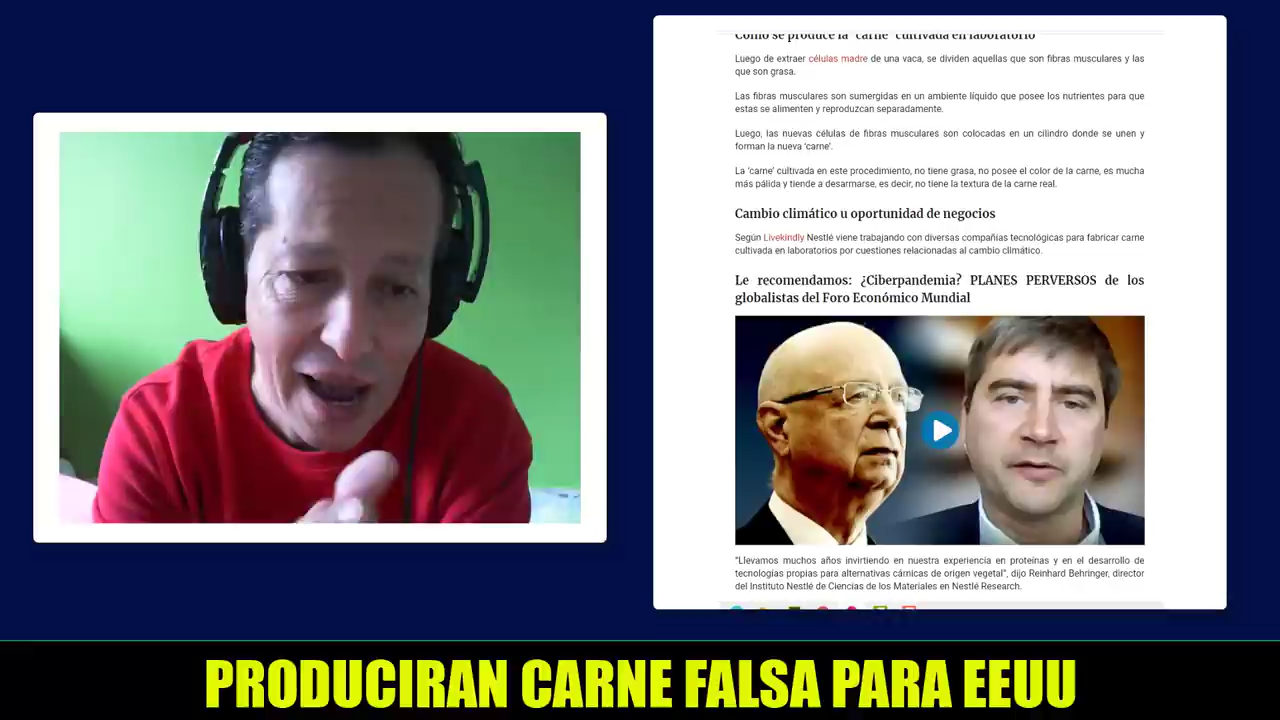 Cómo se produce la "carne" cultivada en laboratorio
Luego de extraer células madre de una vaca, se dividen aquellas que son fibras musculares y las
que son grasa.
Las fibras musculares son sumergidas en un ambiente líquido que posee los nutrientes para que
estas se alimenten y reproduzcan separadamente.
Luego, las nuevas células de fibras musculares son colocadas en un cilindro donde se unen y
forman la nueva 'carne'.
La 'carne' cultivada en este procedimiento, no tiene grasa, no posee el color de la carne, es mucha
más pálida y tiende a desarmarse, es decir, no tiene la textura de la carne real.
Cambio climático u oportunidad de negocios
Según Livekindly Nestlé viene trabajando con diversas compañías tecnológicas para fabricar carne
cultivada en laboratorios por cuestiones relacionadas al cambio climático.
Le recomendamos: ¿Ciberpandemia? PLANES PERVERSOS de los
globalistas del Foro Económico Mundial
"Llevamos muchos años invirtiendo en nuestra experiencia en proteínas y en el desarrollo de
tecnologías propias para alternativas cárnicas de origen vegetal", dijo Reinhard Behringer, director
del Instituto Nestlé de Ciencias de los Materiales en Nestlé Research.
PRODUCIRAN CARNE FALSA PARA EEUU